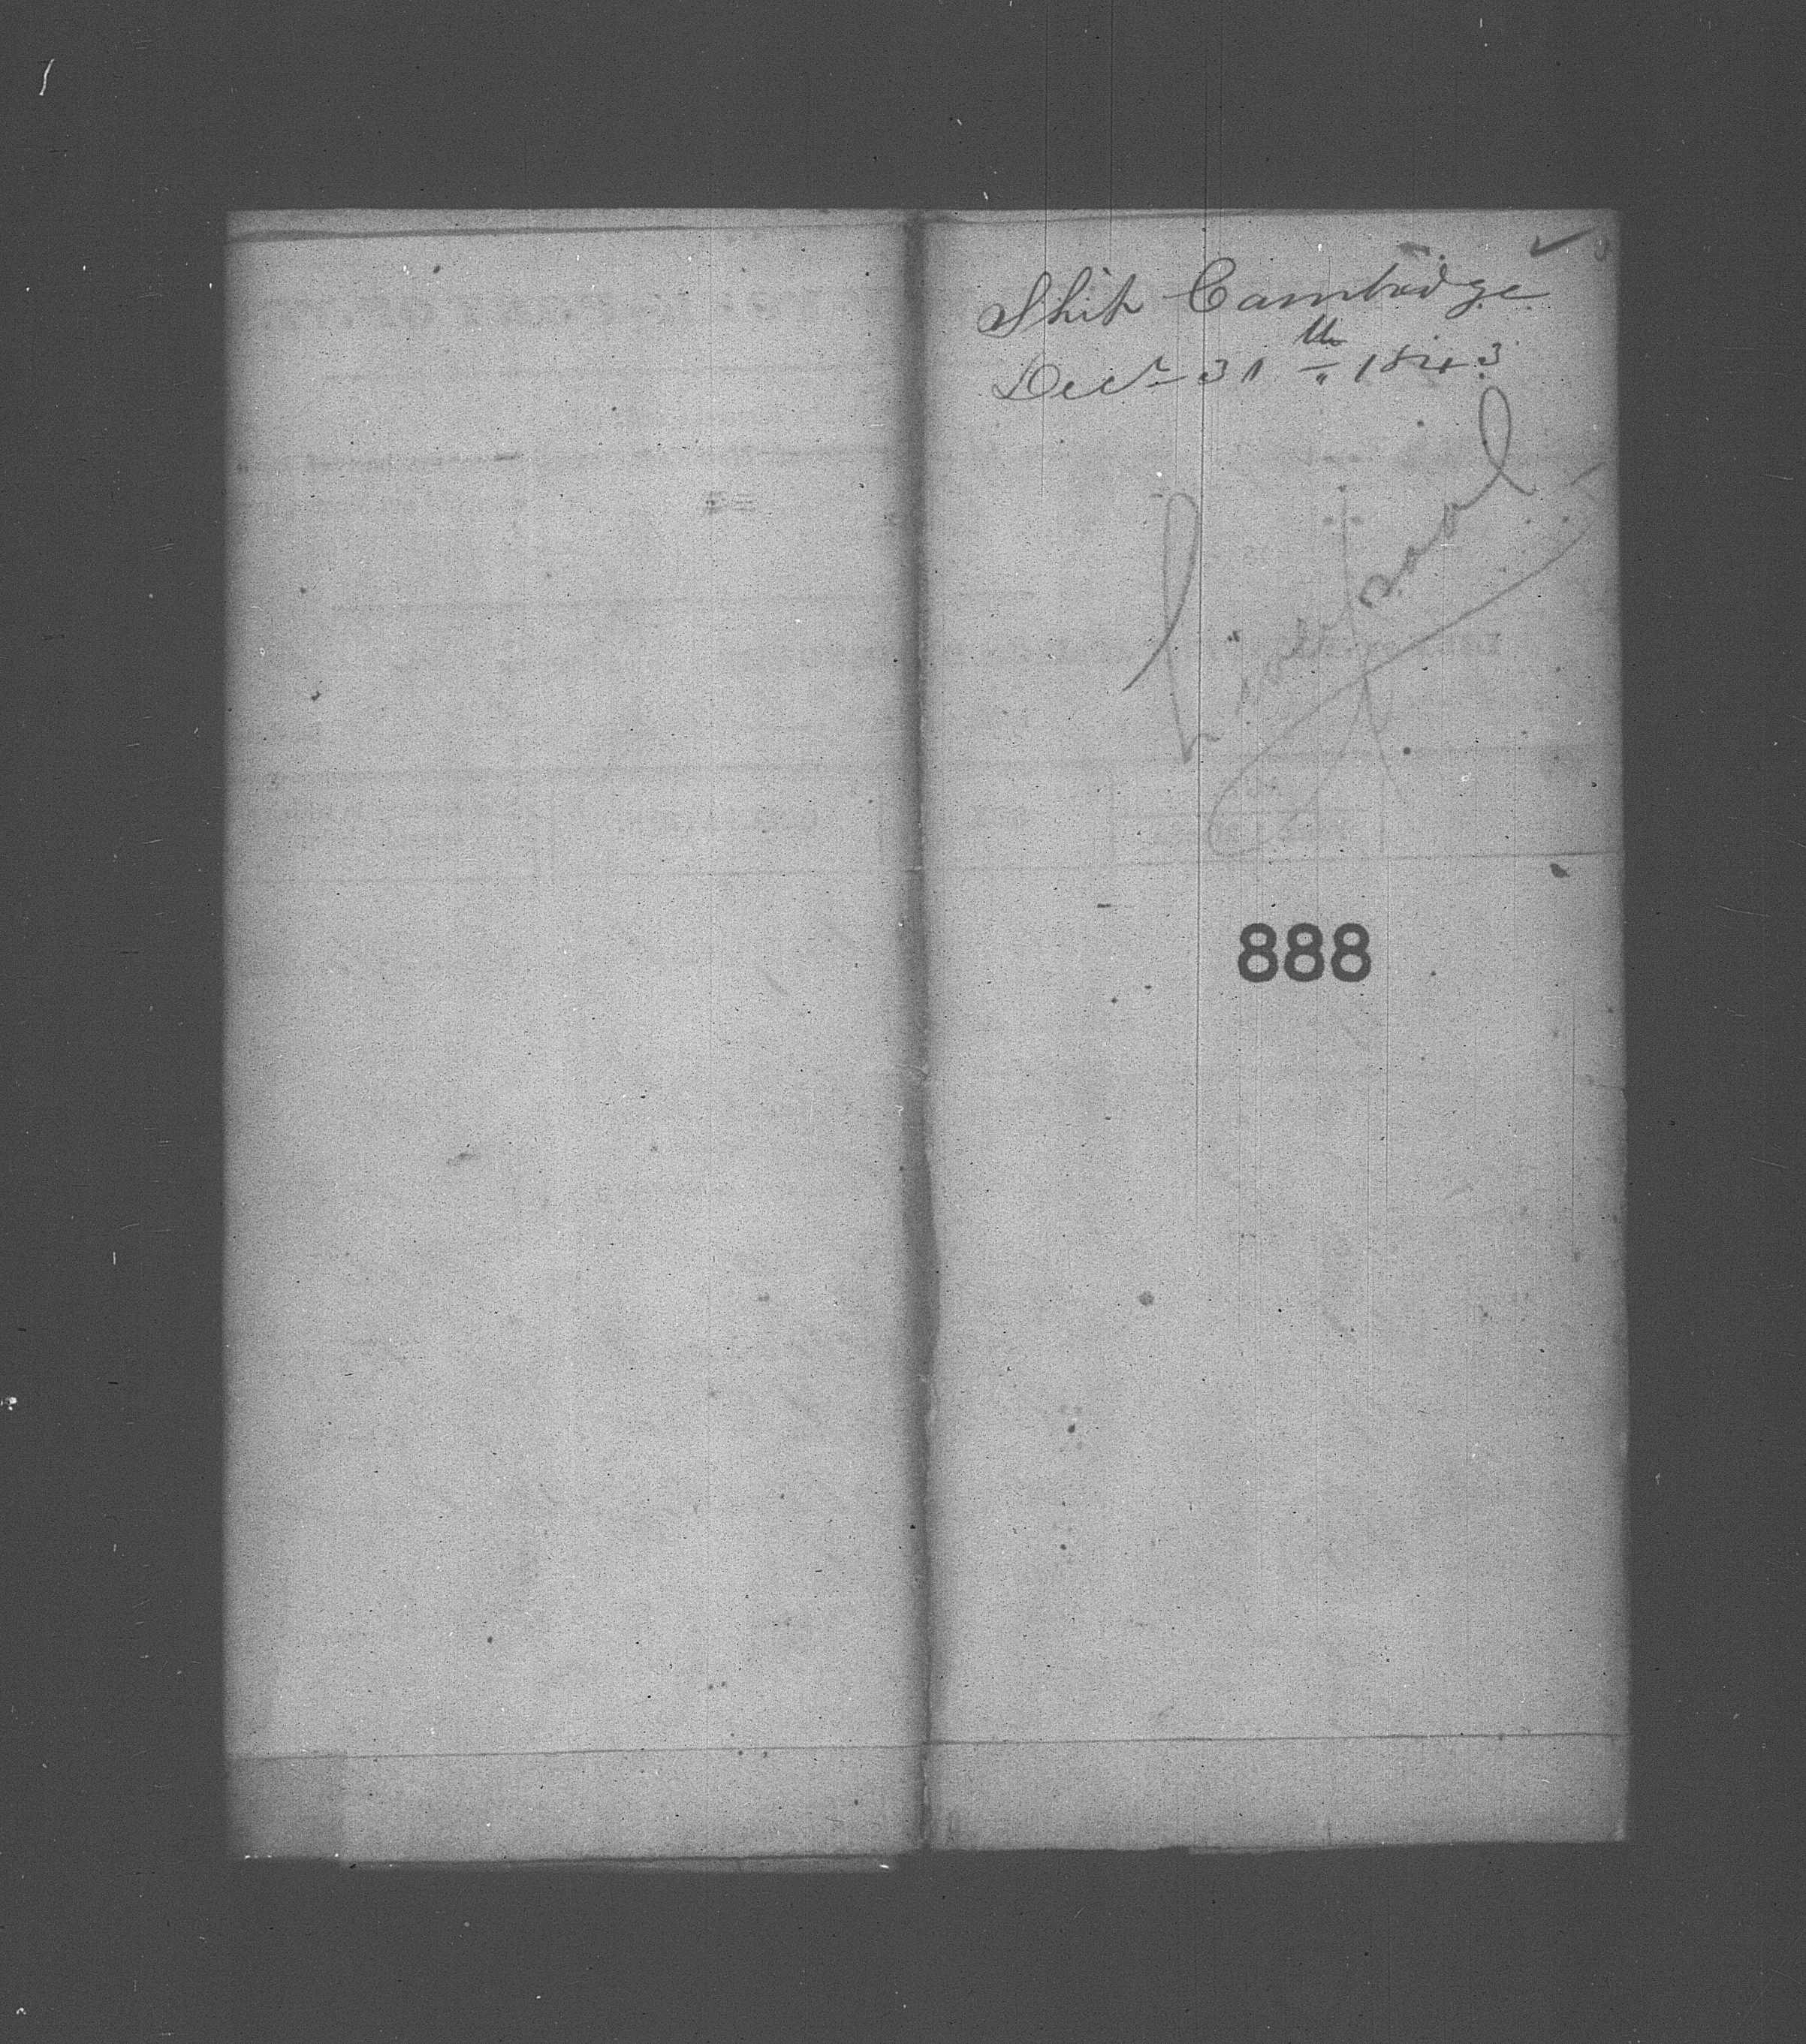 Ship Cambridge
Decr 31th 1843
Liverpool
888